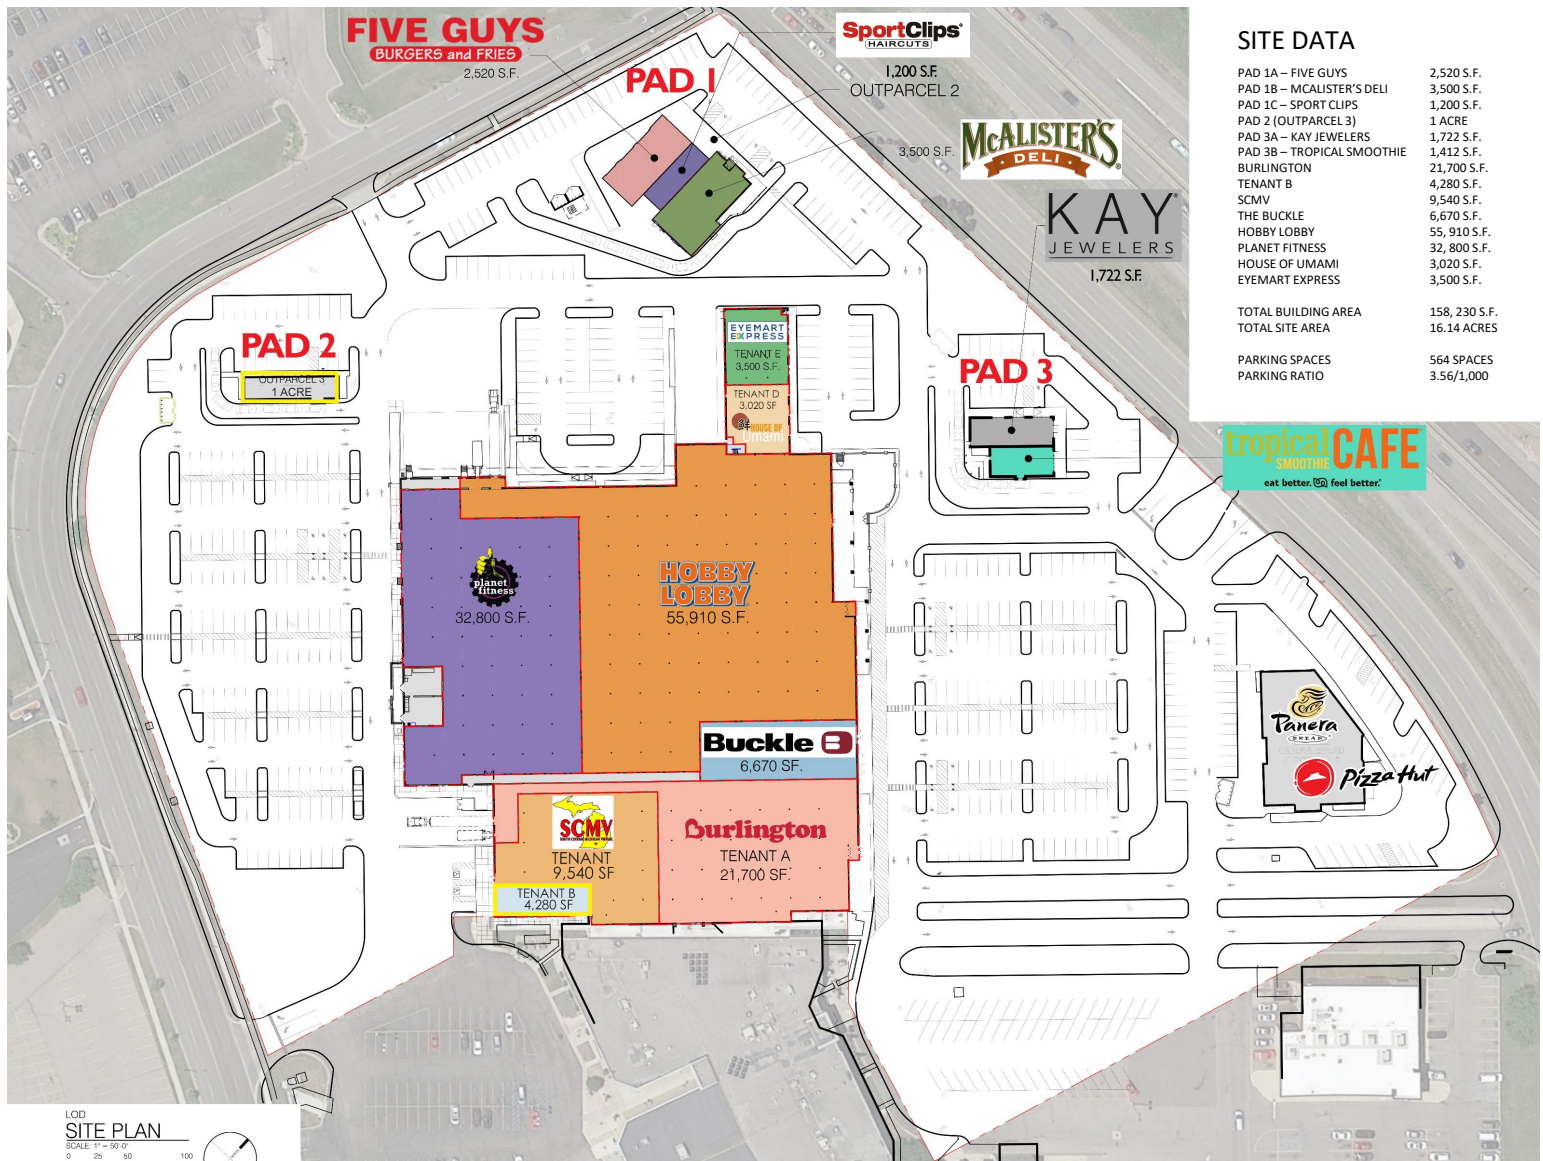 FIVE GUYS
BURGERS and FRIES
2,520 S.F.
PAD 1
SportClips
HAIRCUTS
1,200 S.F.
OUTPARCEL 2
3,500 S.F.
McALISTER'S
DELI
KAY
JEWELERS
1,722 S.F.
SITE DATA
PAD 1A – FIVE GUYS 2,520 S.F.
PAD 1B – MCALISTER'S DELI 3,500 S.F.
PAD 1C – SPORT CLIPS 1,200 S.F.
PAD 2 (OUTPARCEL 3) 1 ACRE
PAD 3A – KAY JEWELERS 1,722 S.F.
PAD 3B – TROPICAL SMOOTHIE 1,412 S.F.
BURLINGTON 21,700 S.F.
TENANT B 4,280 S.F.
SCMV 9,540 S.F.
THE BUCKLE 6,670 S.F.
HOBBY LOBBY 55, 910 S.F.
PLANET FITNESS 32, 800 S.F.
HOUSE OF UMAMI 3,020 S.F.
EYEMART EXPRESS 3,500 S.F.
TOTAL BUILDING AREA 158, 230 S.F.
TOTAL SITE AREA 16.14 ACRES
PARKING SPACES 564 SPACES
PARKING RATIO 3.56/1,000
PAD 2
OUTPARCEL 3
1 ACRE
EYEMART
EXPRESS
TENANT E
3,500 S.F.
TENANT D
3,020 SF
HOUSE OF
Umami
PAD 3
tropical CAFE
SMOOTHIE
eat better. feel better.
planet
fitness
32,800 S.F.
HOBBY
LOBBY
55,910 S.F.
Buckle B
6,670 SF.
Panera
BREAD
PANERA BREAD
Pizza Hut
SCMV
TENANT
9,540 SF
Burlington
TENANT A
21,700 SF.
TENANT B
4,280 SF
LOD
SITE PLAN
SCALE: 1" = 50'-0"
0 25 50 100